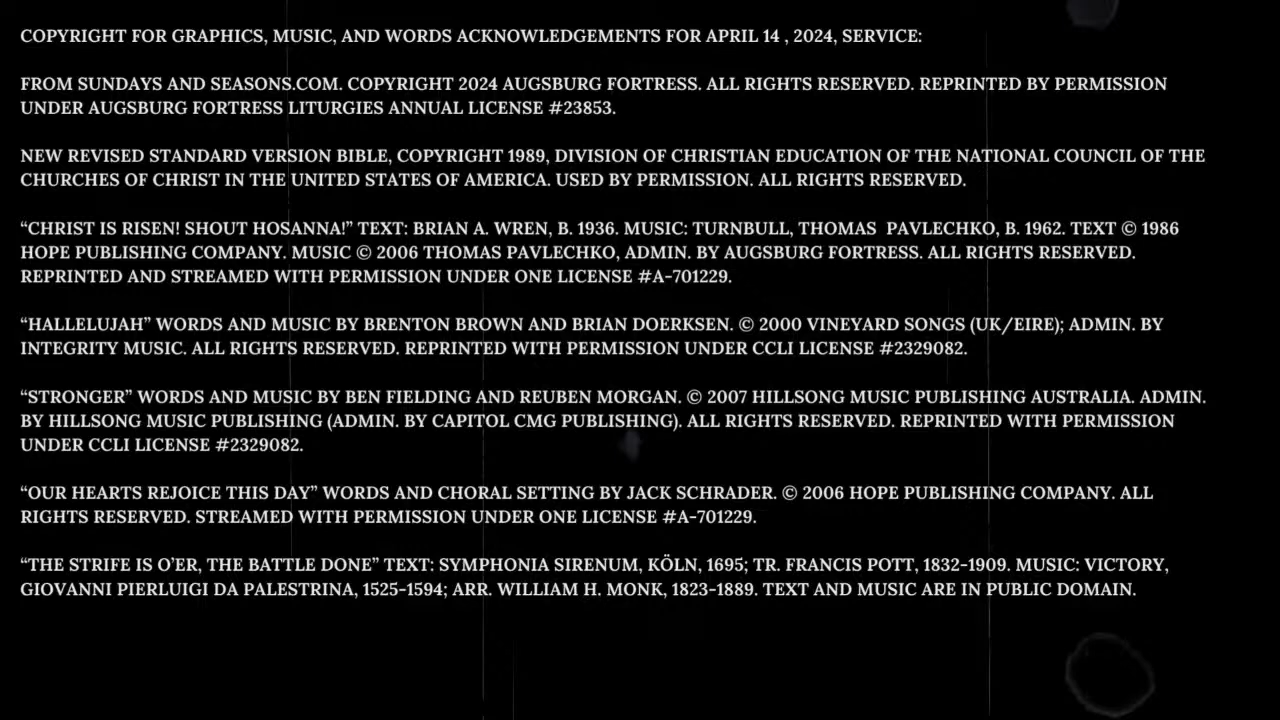 COPYRIGHT FOR GRAPHICS, MUSIC, AND WORDS ACKNOWLEDGEMENTS FOR APRIL 14 , 2024, SERVICE:
FROM SUNDAYS AND SEASONS.COM. COPYRIGHT 2024 AUGSBURG FORTRESS. ALL RIGHTS RESERVED. REPRINTED BY PERMISSION
UNDER AUGSBURG FORTRESS LITURGIES ANNUAL LICENSE #23853.
NEW REVISED STANDARD VERSION BIBLE, COPYRIGHT 1989, DIVISION OF CHRISTIAN EDUCATION OF THE NATIONAL COUNCIL OF THE
CHURCHES OF CHRIST IN THE UNITED STATES OF AMERICA. USED BY PERMISSION. ALL RIGHTS RESERVED.
“CHRIST IS RISEN! SHOUT HOSANNA!” TEXT: BRIAN A. WREN, B. 1936. MUSIC: TURNBULL, THOMAS  PAVLECHKO, B. 1962. TEXT © 1986
HOPE PUBLISHING COMPANY. MUSIC © 2006 THOMAS PAVLECHKO, ADMIN. BY AUGSBURG FORTRESS. ALL RIGHTS RESERVED.
REPRINTED AND STREAMED WITH PERMISSION UNDER ONE LICENSE #A-701229.
“HALLELUJAH” WORDS AND MUSIC BY BRENTON BROWN AND BRIAN DOERKSEN. © 2000 VINEYARD SONGS (UK/EIRE); ADMIN. BY
INTEGRITY MUSIC. ALL RIGHTS RESERVED. REPRINTED WITH PERMISSION UNDER CCLI LICENSE #2329082.
“STRONGER” WORDS AND MUSIC BY BEN FIELDING AND REUBEN MORGAN. © 2007 HILLSONG MUSIC PUBLISHING AUSTRALIA. ADMIN.
BY HILLSONG MUSIC PUBLISHING (ADMIN. BY CAPITOL CMG PUBLISHING). ALL RIGHTS RESERVED. REPRINTED WITH PERMISSION
UNDER CCLI LICENSE #2329082.
“OUR HEARTS REJOICE THIS DAY” WORDS AND CHORAL SETTING BY JACK SCHRADER. © 2006 HOPE PUBLISHING COMPANY. ALL
RIGHTS RESERVED. STREAMED WITH PERMISSION UNDER ONE LICENSE #A-701229.
“THE STRIFE IS O’ER, THE BATTLE DONE” TEXT: SYMPHONIA SIRENUM, KÖLN, 1695; TR. FRANCIS POTT, 1832-1909. MUSIC: VICTORY,
GIOVANNI PIERLUIGI DA PALESTRINA, 1525-1594; ARR. WILLIAM H. MONK, 1823-1889. TEXT AND MUSIC ARE IN PUBLIC DOMAIN.